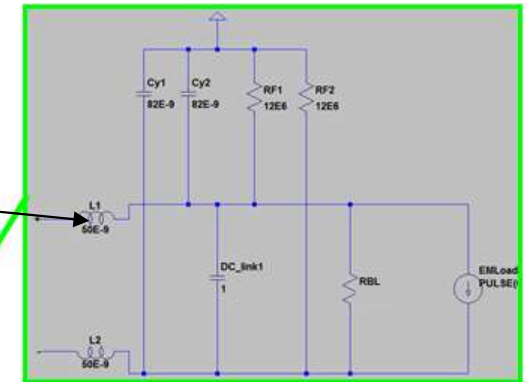 Cy1 Cy2 RF1 RF2
82E-9 82E-9 12E6 12E6
L1
50E-9
DC_link1
1
RBL
EMLoad
PULSE(
L2
50E-9